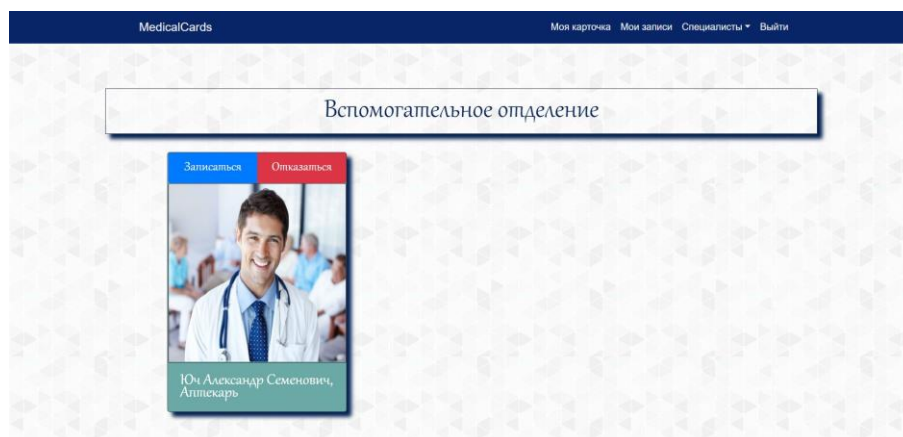 MedicalCards Моя карточка Мои записи Специалисты Выйти
Вспомогательное отделение
Записаться Отказаться
Юч Александр Семенович,
Аптекарь